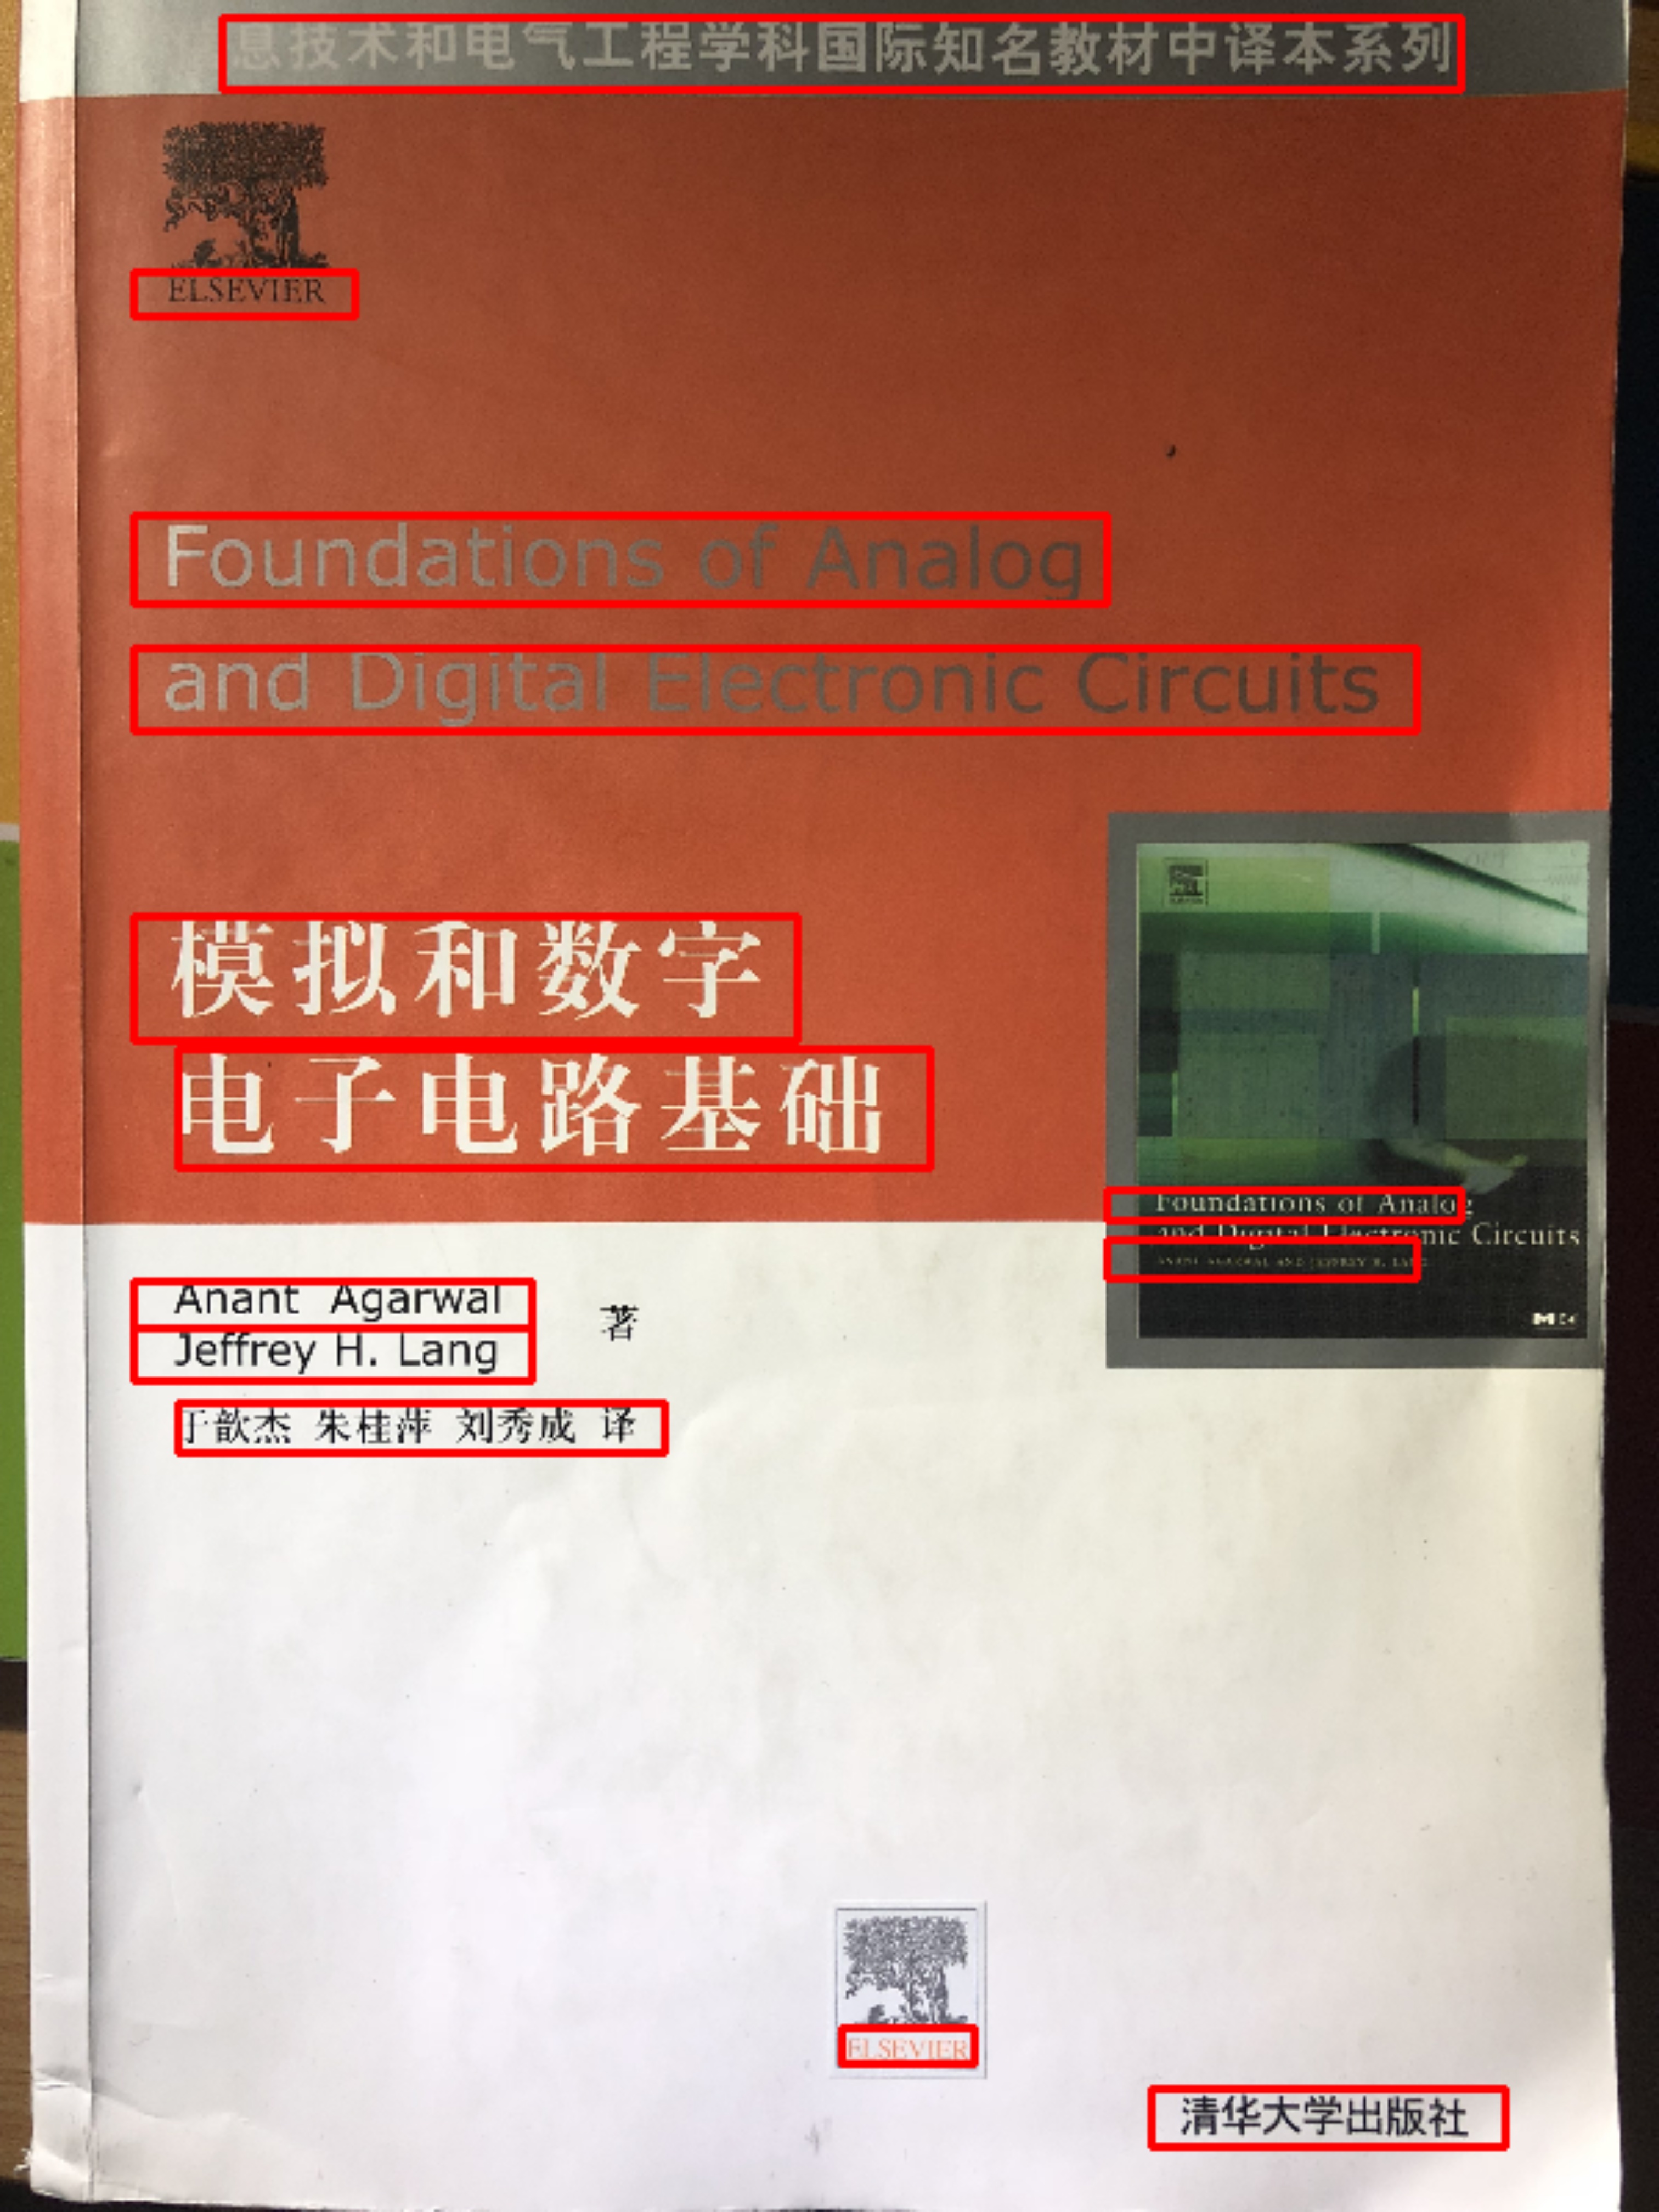 息技术和电气工程学科国际知名教材中译本系列
ELSEVIER
Foundations of Analog
and Digital Electronic Circuits
模拟和数字
电子电路基础
Foundations of Analog
and Digital Electronic Circuits
ANANT AGARWAL AND JEFFREY H. LANG
Anant Agarwal
著
Jeffrey H. Lang
于歆杰 朱桂萍 刘秀成 译
ELSEVIER
清华大学出版社